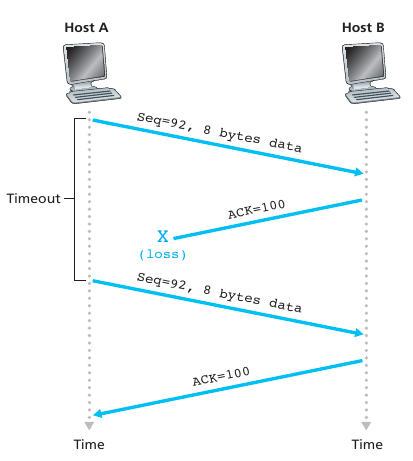 Host A
Host B
Seq=92, 8 bytes data
Timeout
ACK=100
X
(loss)
Seq=92, 8 bytes data
ACK=100
Time
Time